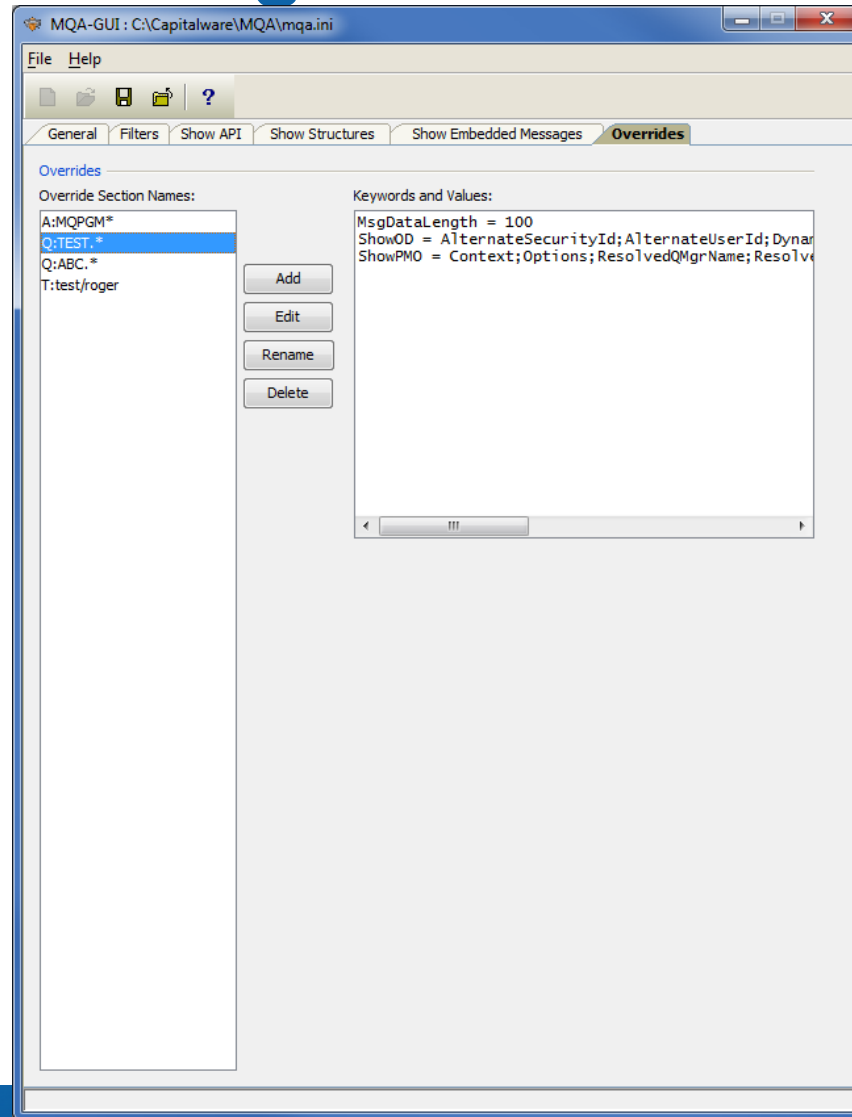 MQA-GUI : C:\Capitalware\MQA\mqa.ini
File Help
?
General Filters Show API Show Structures Show Embedded Messages Overrides
Overrides
Override Section Names:
A:MQPGM*
Q:TEST.*
Q:ABC.*
T:test/roger
Add
Edit
Rename
Delete
Keywords and Values:
MsgDataLength = 100
ShowOD = AlternateSecurityId;AlternateUserId;Dynar
ShowPMO = Context;Options;ResolvedQMgrName;Resolve